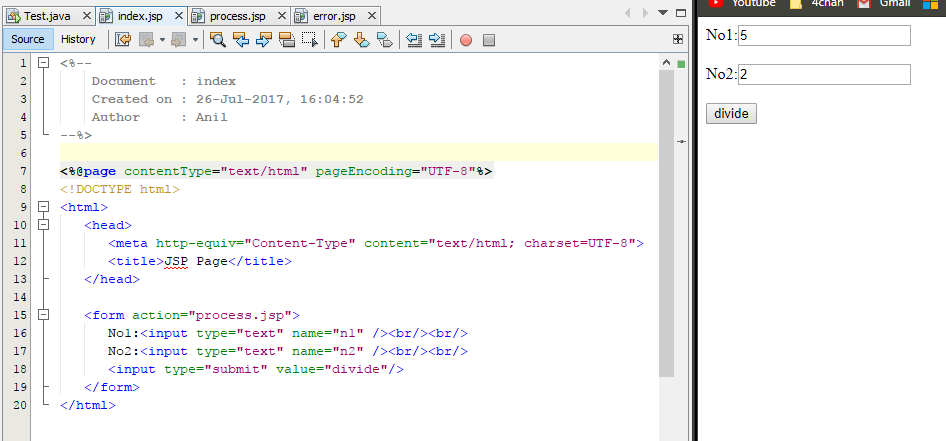 Test.java index.jsp process.jsp error.jsp
Source History
1 <%--
2 Document : index
3 Created on : 26-Jul-2017, 16:04:52
4 Author : Anil
5 --%>
6
7 <%@page contentType="text/html" pageEncoding="UTF-8"%>
8 <!DOCTYPE html>
9 <html>
10 <head>
11 <meta http-equiv="Content-Type" content="text/html; charset=UTF-8">
12 <title>JSP Page</title>
13 </head>
14
15 <form action="process.jsp">
16 No1:<input type="text" name="n1" /><br/><br/>
17 No2:<input type="text" name="n2" /><br/><br/>
18 <input type="submit" value="divide"/>
19 </form>
20 </html>
Youtube 4chan Gmail
No1: 5
No2: 2
divide